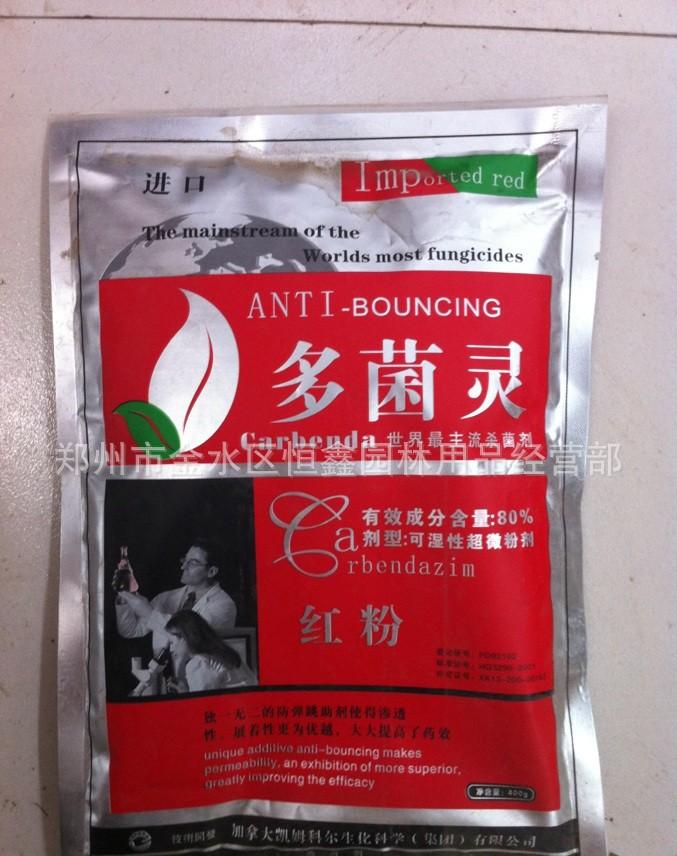 进口
Imported red
The mainstream of the
Worlds most fungicides
ANTI-BOUNCING
多菌灵
Carbenda 世界最主流杀菌剂
郑州市金水区恒鑫园林用品经营部
有效成分含量:80%
剂型:可湿性超微粉剂
Carbendazim
红粉
独一无二的防弹跳助剂使得渗透
性、展着性更为优越,大大提高了药效
unique additive anti-bouncing makes
permeability, an exhibition of more superior,
greatly improving the efficacy
净含量:400g
加拿大凯姆科尔生化科学(集团)有限公司